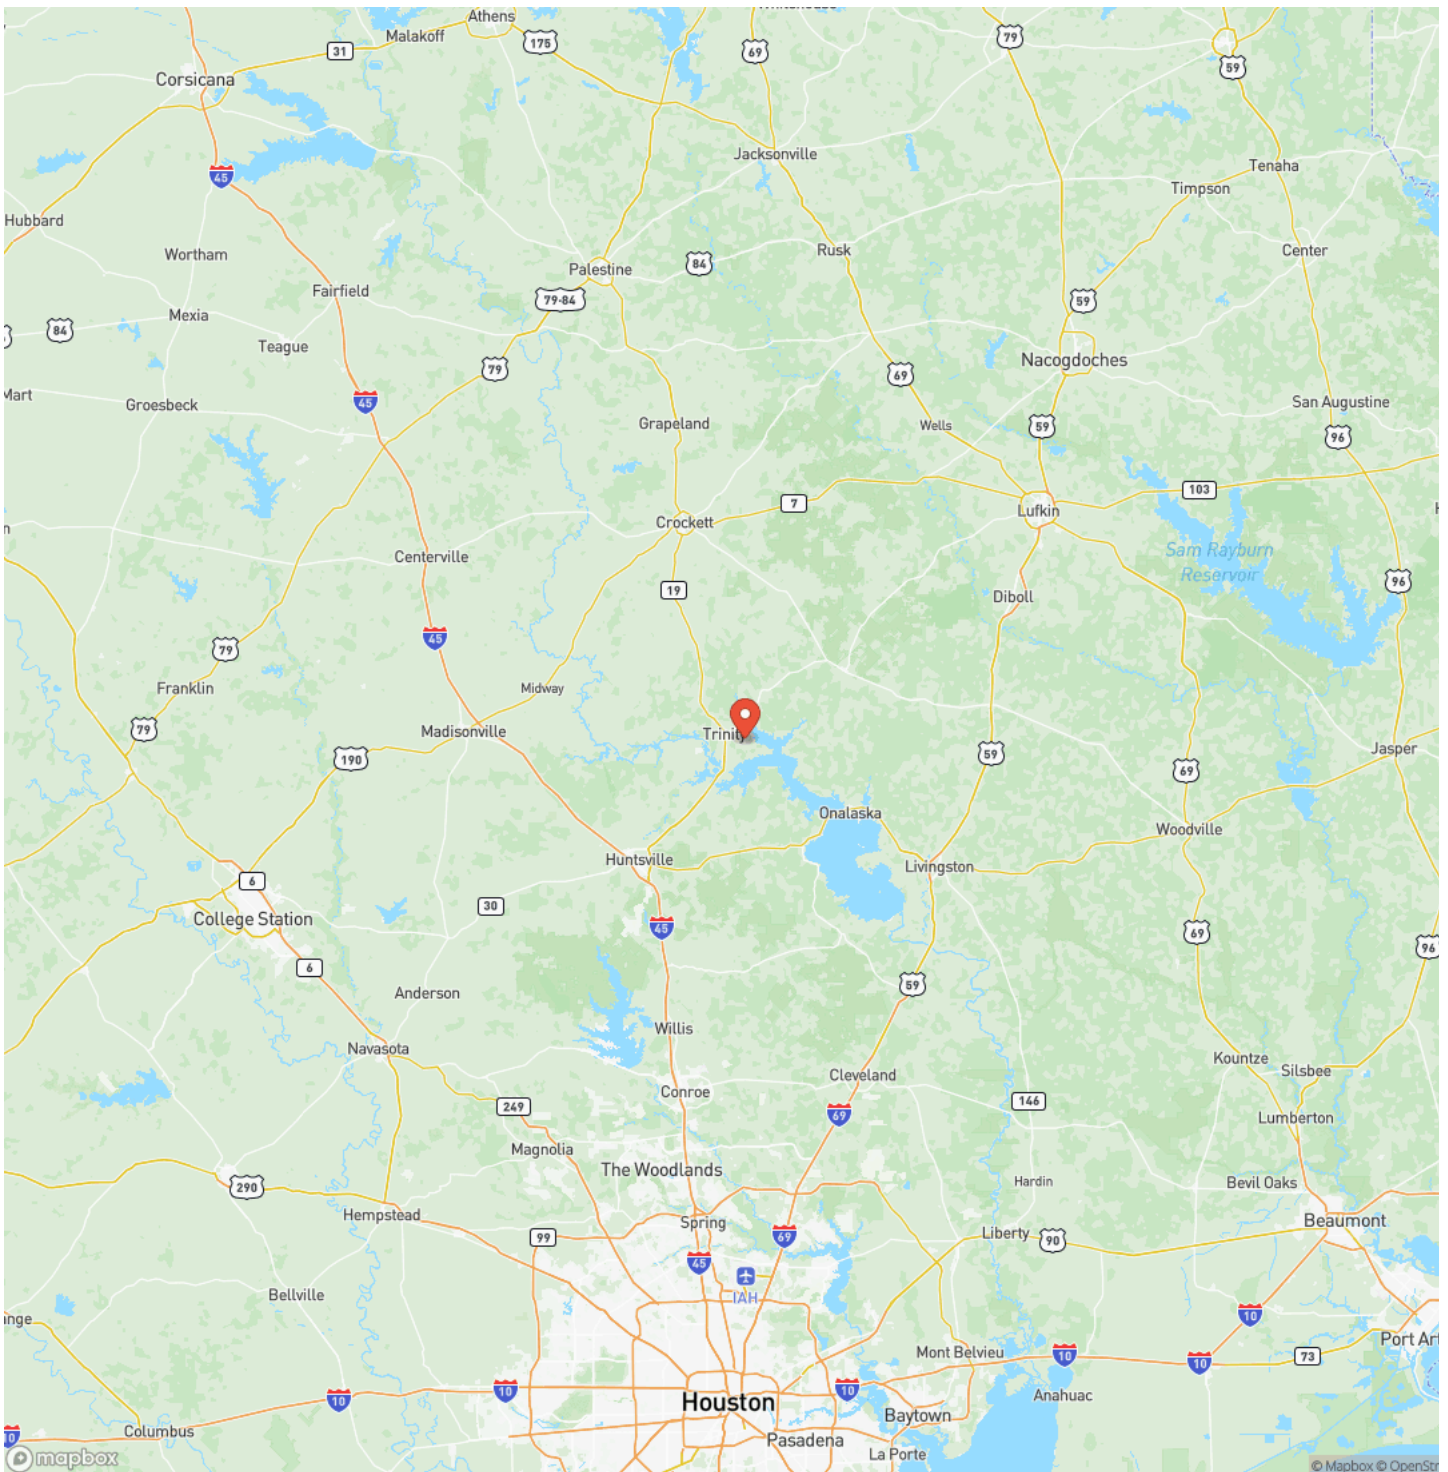 Athens
Malakoff
31
175
69
79
59
Corsicana
Jacksonville
45
Tenaha
Timpson
Hubbard
Wortham
Rusk
Center
Palestine
84
Fairfield
79-84
59
Mexia
84
Teague
Nacogdoches
79
69
Mart
Groesbeck
45
San Augustine
Grapeland
Wells
59
96
103
7
Crockett
Lufkin
Centerville
Sam Rayburn
Reservoir
96
19
Diboll
45
79
Franklin
Midway
79
Madisonville
Trinity
190
59
69
Jasper
Onalaska
Woodville
Huntsville
Livingston
6
30
College Station
45
69
96
6
59
Anderson
Willis
Navasota
Kountze
Silsbee
Conroe
Cleveland
249
69
146
Lumberton
Magnolia
The Woodlands
290
Hardin
Bevil Oaks
Hempstead
Spring
Beaumont
99
69
Liberty
90
45
IAH
Bellville
10
nge
Port Art
Mont Belvieu
10
10
73
10
10
10
Houston
Anahuac
Baytown
10
Columbus
Pasadena
La Porte
mapbox
© Mapbox © OpenStr